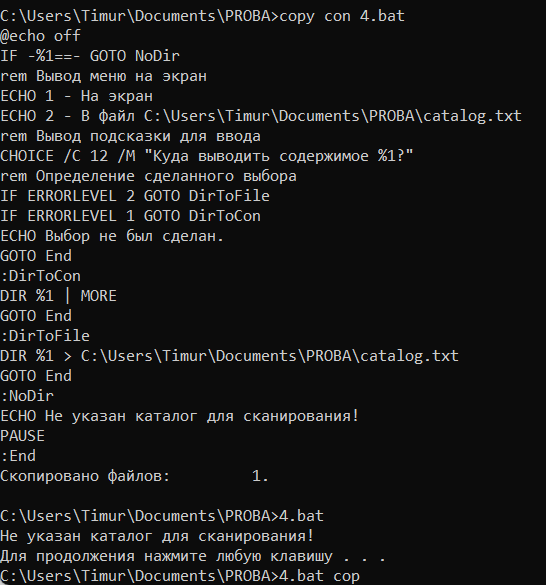 C:\Users\Timur\Documents\PROBA>copy con 4.bat
@echo off
IF -%1==- GOTO NoDir
rem Вывод меню на экран
ECHO 1 - На экран
ECHO 2 - В файл C:\Users\Timur\Documents\PROBA\catalog.txt
rem Вывод подсказки для ввода
CHOICE /C 12 /M "Куда выводить содержимое %1?"
rem Определение сделанного выбора
IF ERRORLEVEL 2 GOTO DirToFile
IF ERRORLEVEL 1 GOTO DirToCon
ECHO Выбор не был сделан.
GOTO End
:DirToCon
DIR %1 | MORE
GOTO End
:DirToFile
DIR %1 > C:\Users\Timur\Documents\PROBA\catalog.txt
GOTO End
:NoDir
ECHO Не указан каталог для сканирования!
PAUSE
:End
Скопировано файлов:         1.
C:\Users\Timur\Documents\PROBA>4.bat
Не указан каталог для сканирования!
Для продолжения нажмите любую клавишу . . .
C:\Users\Timur\Documents\PROBA>4.bat cop